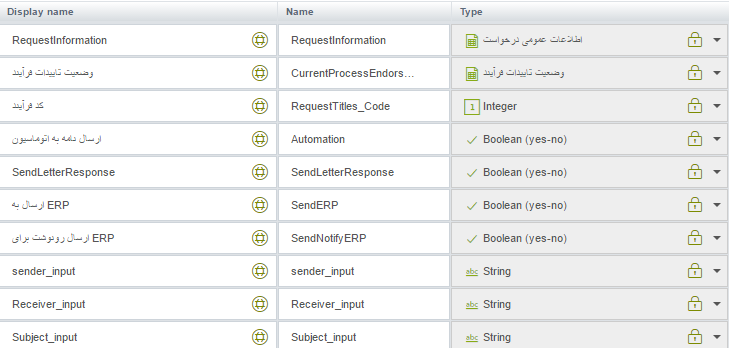 Display name Name Type
RequestInformation RequestInformation اطلاعات عمومی درخواست
وضعیت تاییدات فرآیند CurrentProcessEndors... وضعیت تاییدات فرآیند
کد فرآیند RequestTitles_Code 1 Integer
ارسال نامه به اتوماسیون Automation Boolean (yes-no)
SendLetterResponse SendLetterResponse Boolean (yes-no)
ارسال به ERP SendERP Boolean (yes-no)
ارسال رونوشت برای ERP SendNotifyERP Boolean (yes-no)
sender_input sender_input abc String
Receiver_input Receiver_input abc String
Subject_input Subject_input abc String